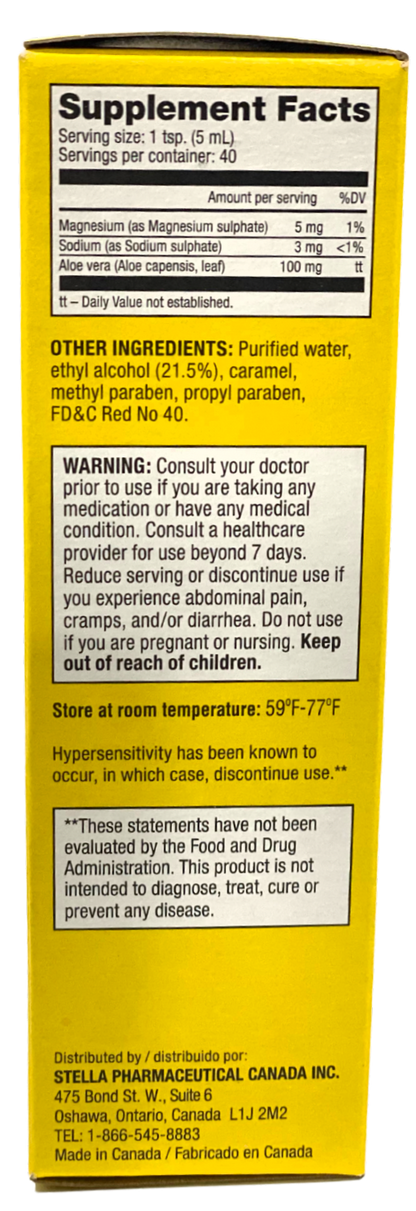 Supplement Facts
Serving size: 1 tsp. (5 mL)
Servings per container: 40
Amount per serving %DV
Magnesium (as Magnesium sulphate) 5 mg 1%
Sodium (as Sodium sulphate) 3 mg <1%
Aloe vera (Aloe capensis, leaf) 100 mg tt
tt – Daily Value not established.
OTHER INGREDIENTS: Purified water,
ethyl alcohol (21.5%), caramel,
methyl paraben, propyl paraben,
FD&C Red No 40.
WARNING: Consult your doctor
prior to use if you are taking any
medication or have any medical
condition. Consult a healthcare
provider for use beyond 7 days.
Reduce serving or discontinue use if
you experience abdominal pain,
cramps, and/or diarrhea. Do not use
if you are pregnant or nursing. Keep
out of reach of children.
Store at room temperature: 59°F-77°F
Hypersensitivity has been known to
occur, in which case, discontinue use.**
**These statements have not been
evaluated by the Food and Drug
Administration. This product is not
intended to diagnose, treat, cure or
prevent any disease.
Distributed by / distribuido por:
STELLA PHARMACEUTICAL CANADA INC.
475 Bond St. W., Suite 6
Oshawa, Ontario, Canada L1J 2M2
TEL: 1-866-545-8883
Made in Canada / Fabricado en Canada